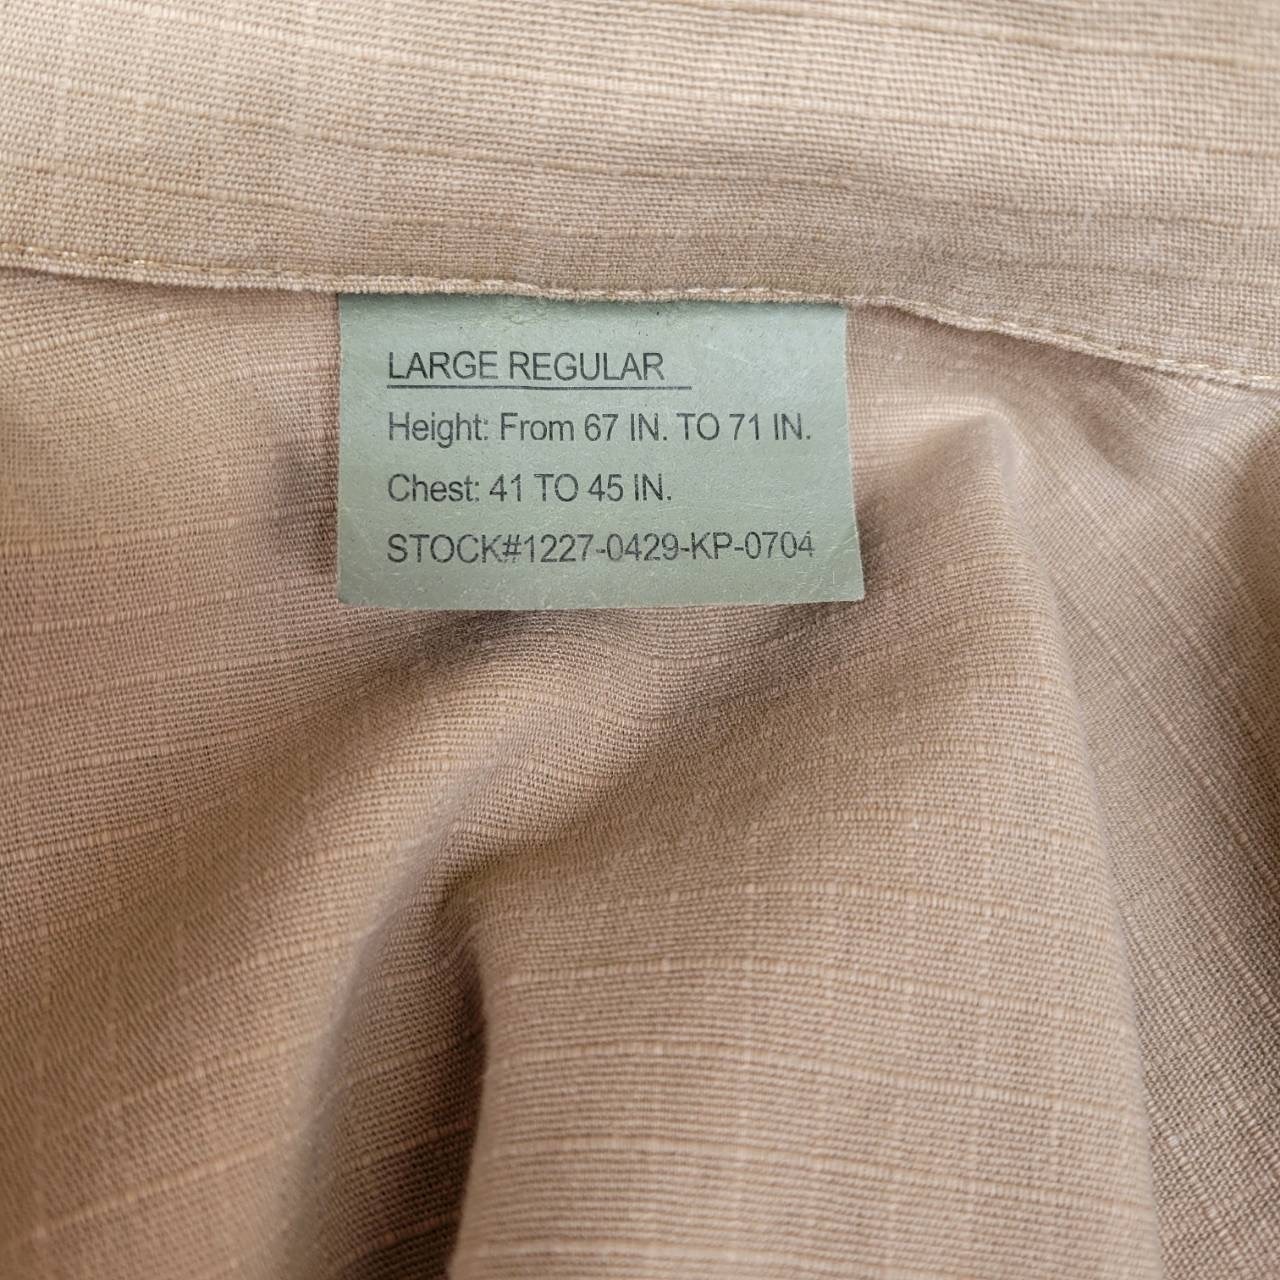 LARGE REGULAR
Height: From 67 IN. TO 71 IN.
Chest: 41 TO 45 IN.
STOCK#1227-0429-KP-0704